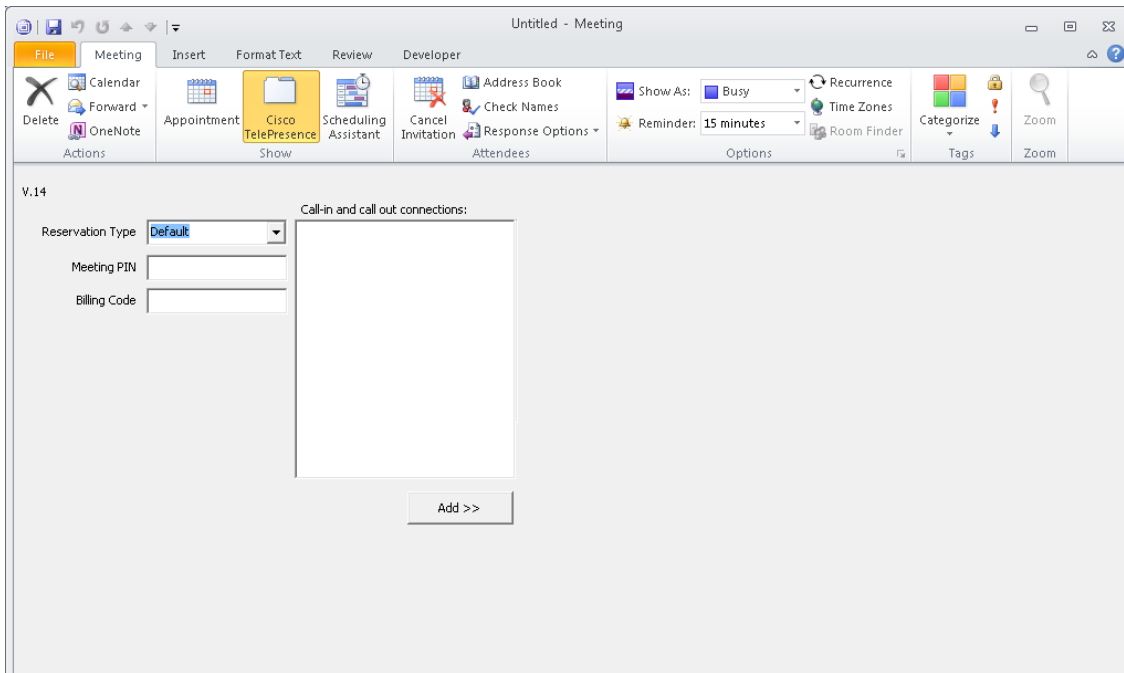 Untitled - Meeting
File Meeting Insert Format Text Review Developer
Delete
Calendar
Forward
OneNote
Actions
Appointment
Cisco
TelePresence
Scheduling
Assistant
Show
Cancel
Invitation
Address Book
Check Names
Response Options
Attendees
Show As: Busy
Reminder: 15 minutes
Recurrence
Time Zones
Room Finder
Options
Categorize
Tags
Zoom
Zoom
V.14
Reservation Type Default
Meeting PIN
Billing Code
Call-in and call out connections:
Add >>